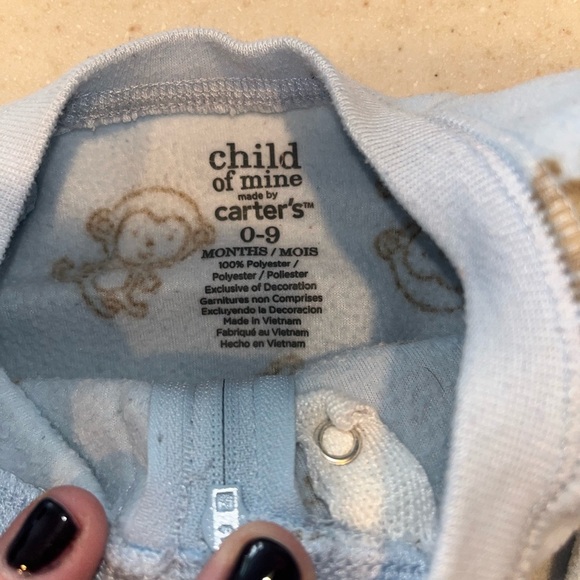 child
of mine
made by
carter's™
0-9
MONTHS / MOIS
100% Polyester /
Polyester / Poliester
Exclusive of Decoration
Garnitures non Comprises
Excluyendo la Decoracion
Made in Vietnam
Fabriqué au Vietnam
Hecho en Vietnam